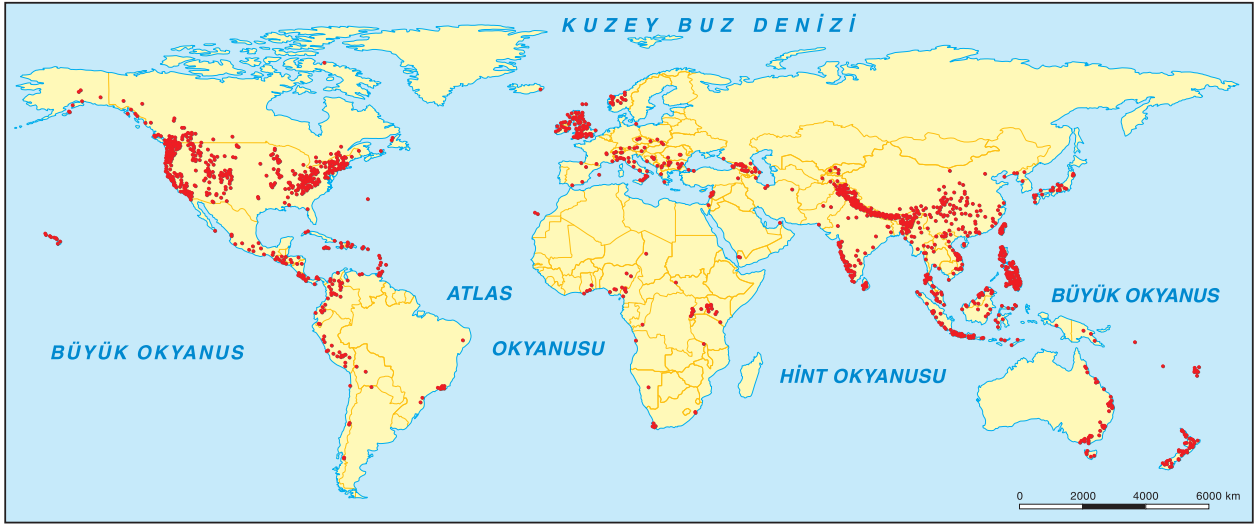 KUZEY BUZ DENİZİ
ATLAS
OKYANUSU
BÜYÜK OKYANUS
BÜYÜK OKYANUS
HİNT OKYANUSU
0 2000 4000 6000 km